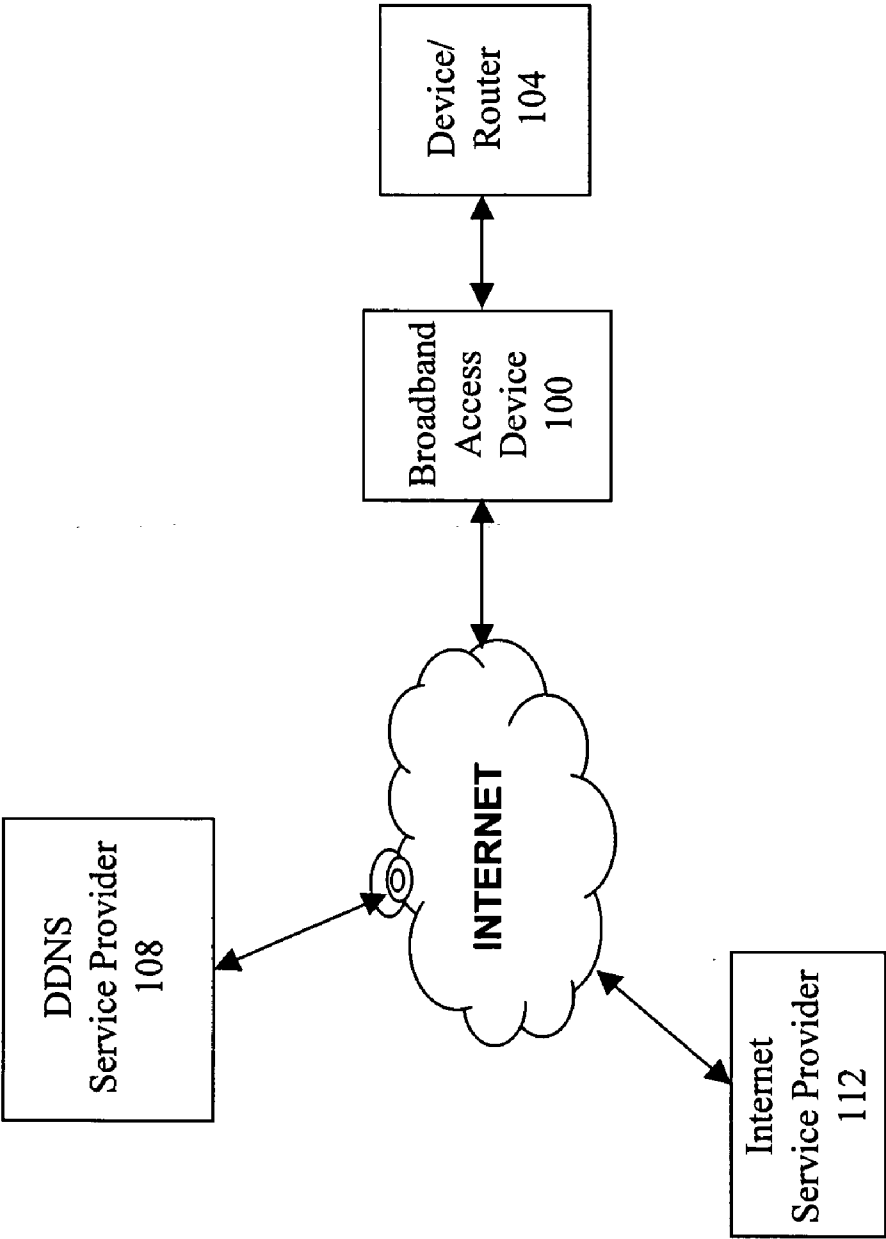 DDNS
Service Provider
108
INTERNET
Internet
Service Provider
112
Broadband
Access
Device
100
Device/
Router
104